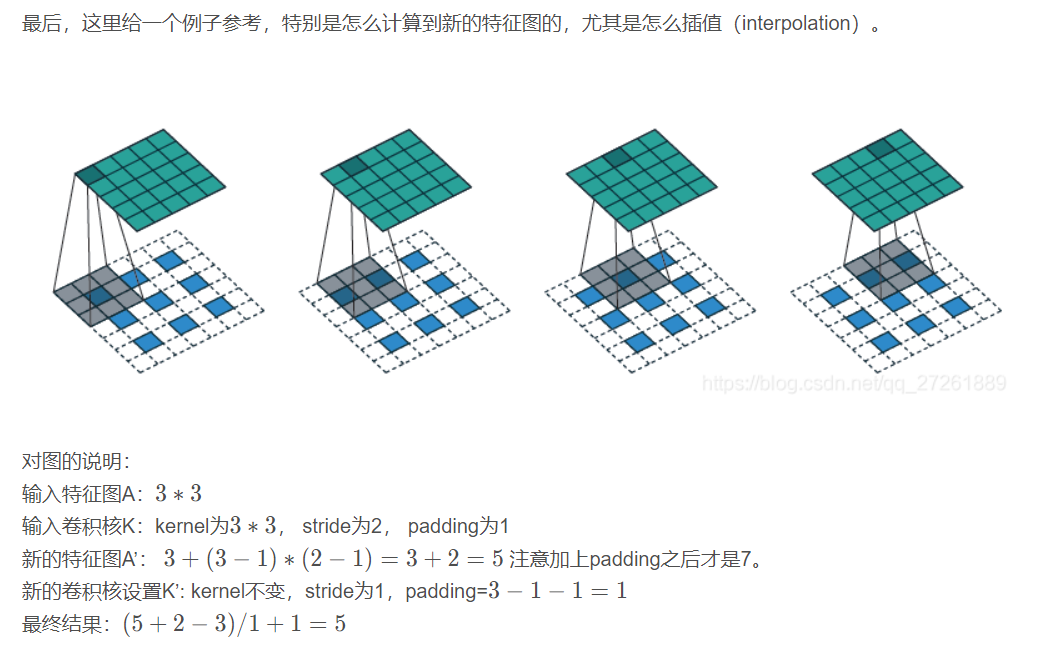 最后，这里给一个例子参考，特别是怎么计算到新的特征图的，尤其是怎么插值（interpolation）。
https://blog.csdn.net/qq_27261889
对图的说明：
输入特征图A：3 ∗ 3
输入卷积核K：kernel为3 ∗ 3， stride为2， padding为1
新的特征图A’： 3 + (3 − 1) ∗ (2 − 1) = 3 + 2 = 5 注意加上padding之后才是7。
新的卷积核设置K’: kernel不变，stride为1，padding=3 − 1 − 1 = 1
最终结果：(5 + 2 − 3)/1 + 1 = 5